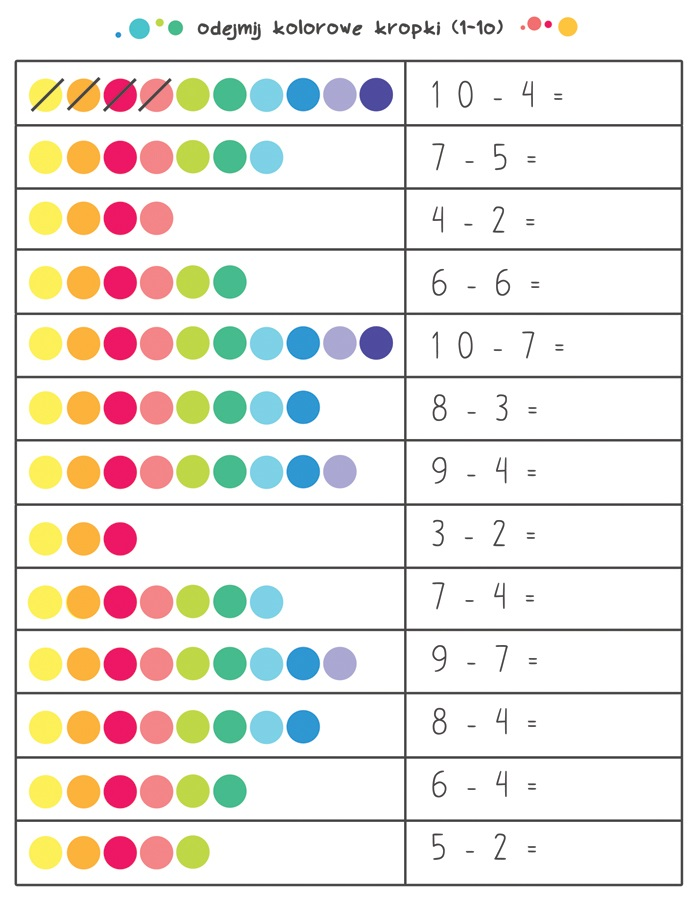 odejmij kolorowe kropki (1-10)
10 - 4 =
7 - 5 =
4 - 2 =
6 - 6 =
10 - 7 =
8 - 3 =
9 - 4 =
3 - 2 =
7 - 4 =
9 - 7 =
8 - 4 =
6 - 4 =
5 - 2 =